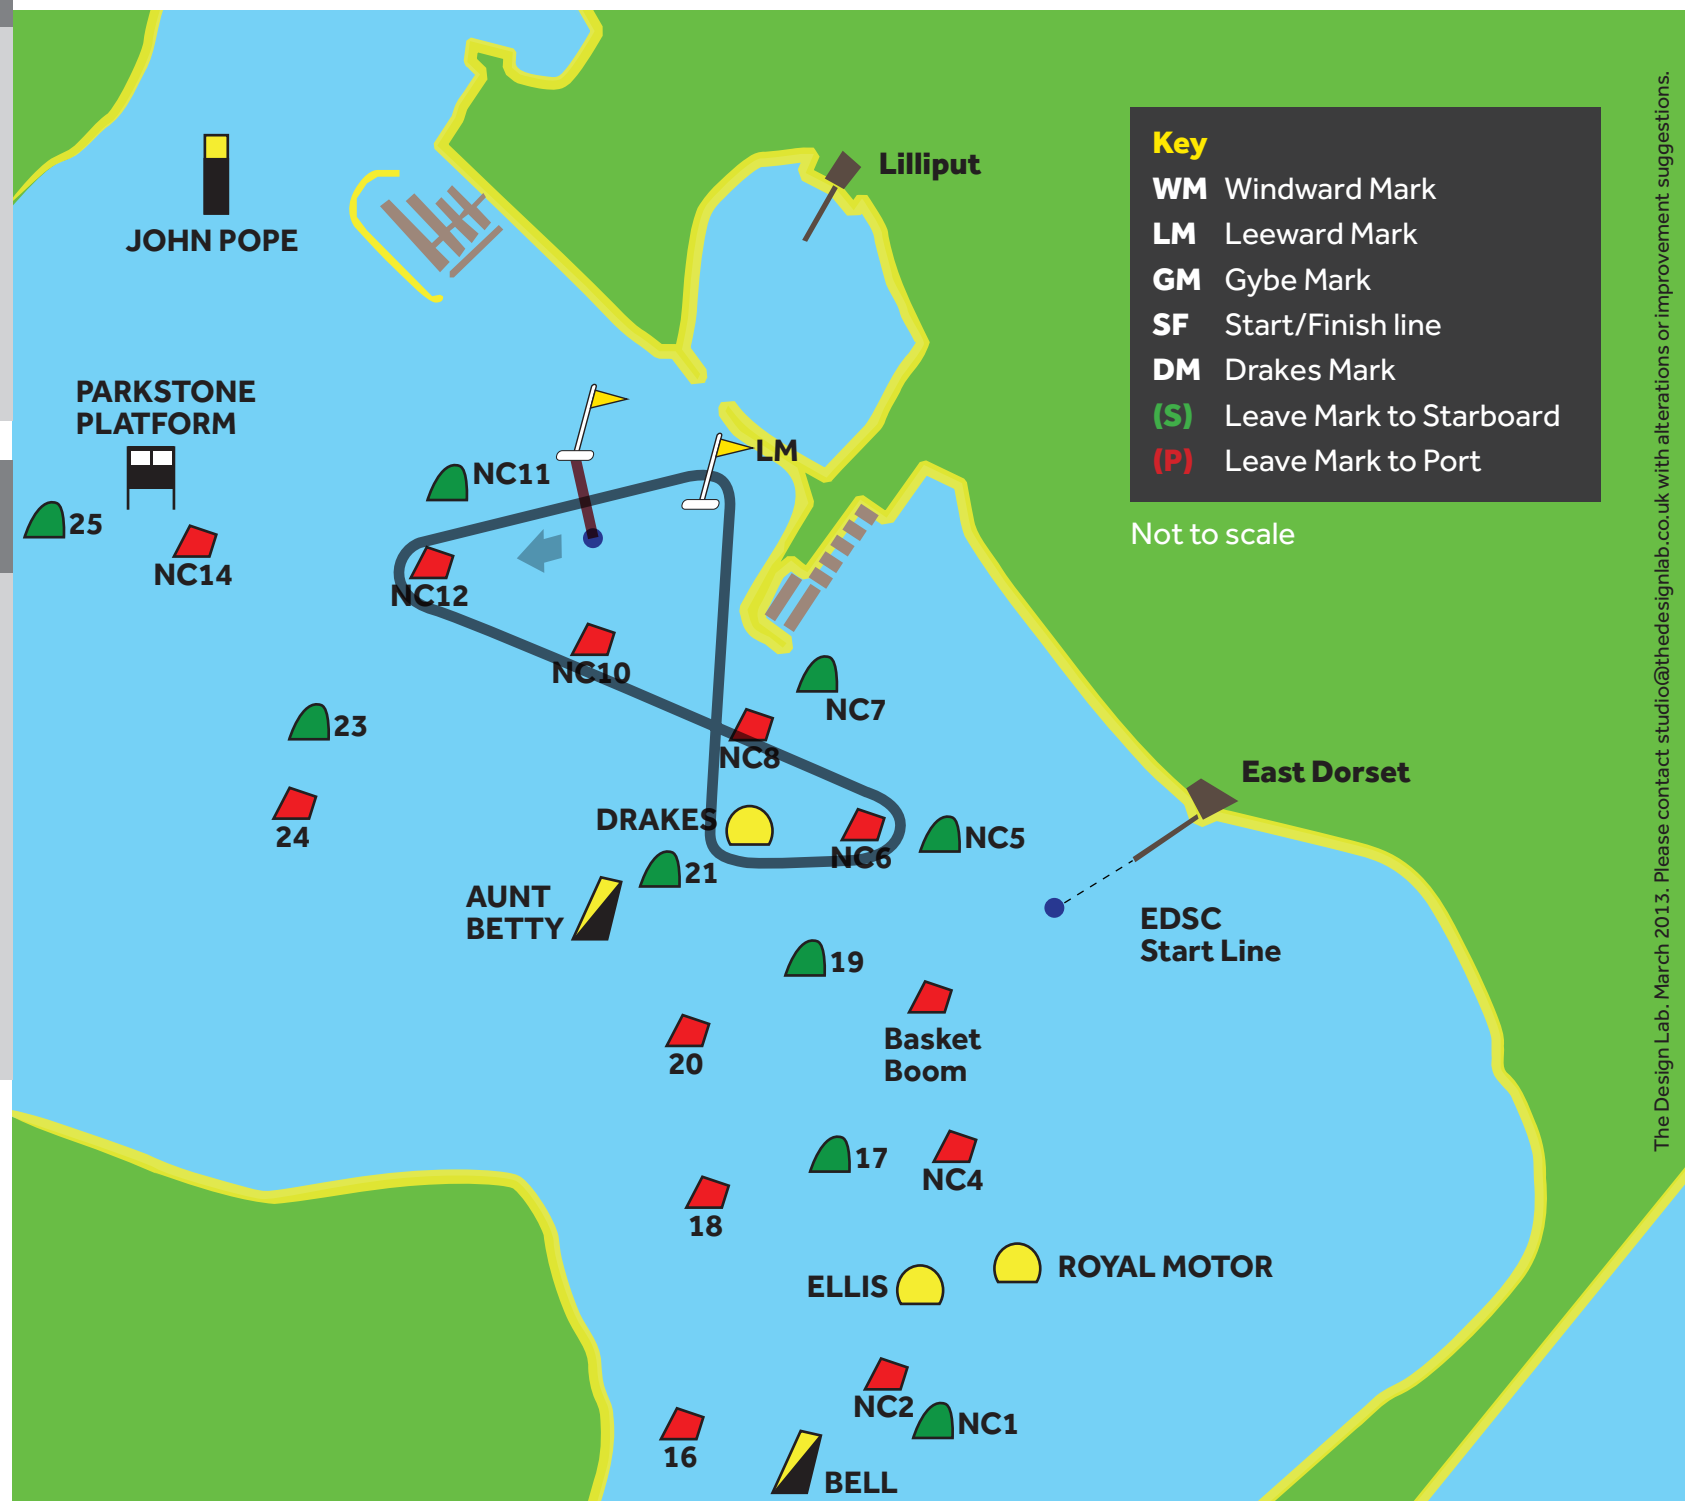 Lilliput
JOHN POPE
Key
WM Windward Mark
LM Leeward Mark
GM Gybe Mark
SF Start/Finish line
DM Drakes Mark
(S) Leave Mark to Starboard
(P) Leave Mark to Port
Not to scale
The Design Lab. March 2013. Please contact studio@thedesignlab.co.uk with alterations or improvement suggestions.
PARKSTONE
PLATFORM
LM
NC11
25
NC14
NC12
NC10
NC7
23
NC8
East Dorset
24
DRAKES
NC5
NC6
21
AUNT
BETTY
EDSC
Start Line
19
Basket
Boom
20
17
NC4
18
ROYAL MOTOR
ELLIS
NC2
NC1
16
BELL